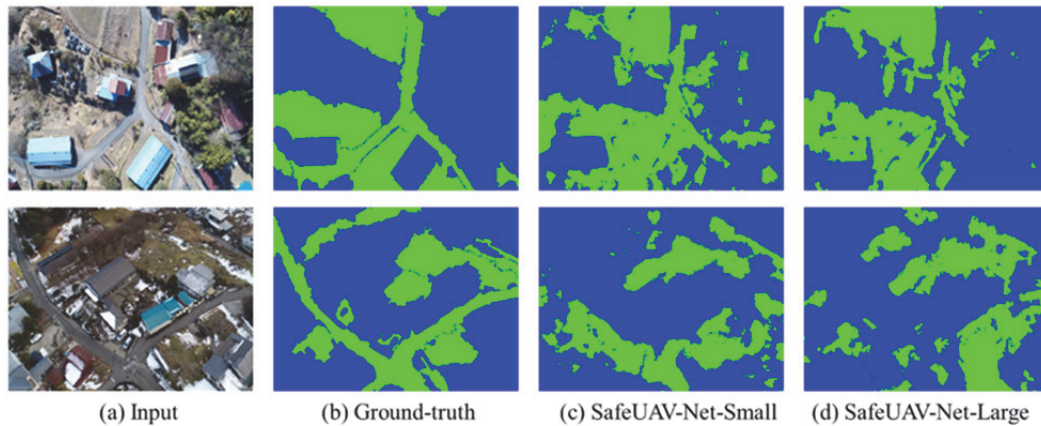 (a) Input
(b) Ground-truth
(c) SafeUAV-Net-Small
(d) SafeUAV-Net-Large